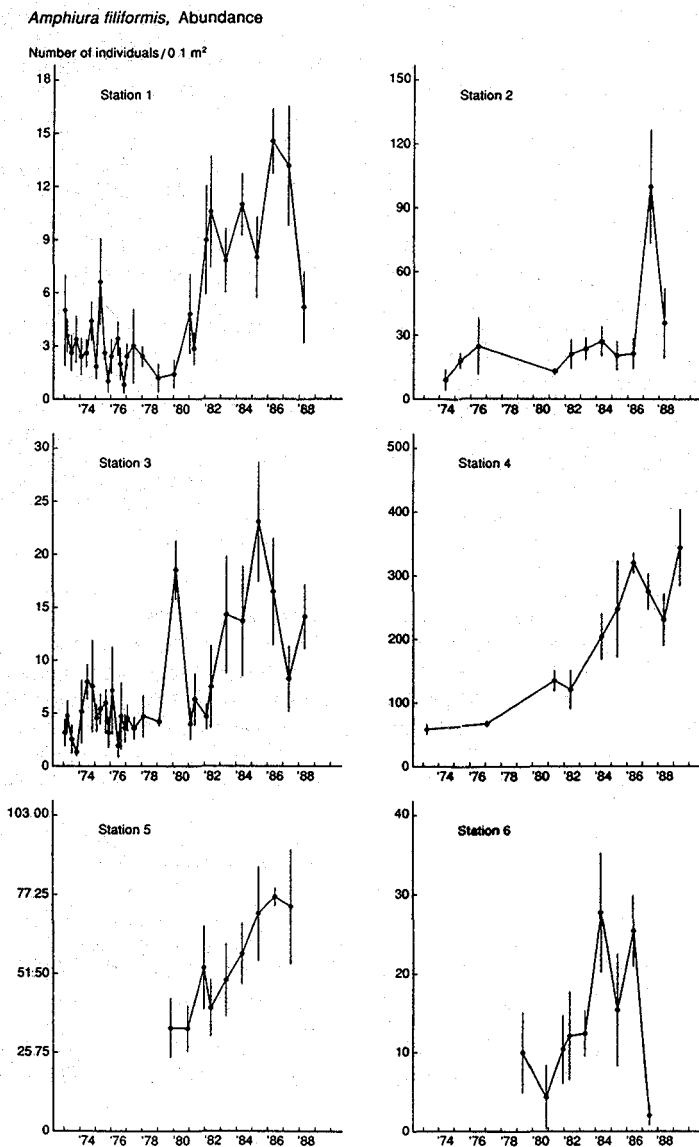 Amphiura filiformis, Abundance
Number of individuals/0 1 m²
Station 1
18
15
12
9
6
3
0
'74 '76 '78 '80 '82 '84 '86 '88
Station 2
150
120
90
60
30
0
'74 '76 '78 '80 '82 '84 '86 '88
Station 3
30
25
20
15
10
5
0
'74 '76 '78 '80 '82 '84 '86 '88
Station 4
500
400
300
200
100
0
'74 '76 '78 '80 '82 '84 '86 '88
Station 5
103.00
77.25
51.50
25.75
0
'74 '76 '78 '80 '82 '84 '86 '88
Station 6
40
30
20
10
0
'74 '76 '78 '80 '82 '84 '86 '88